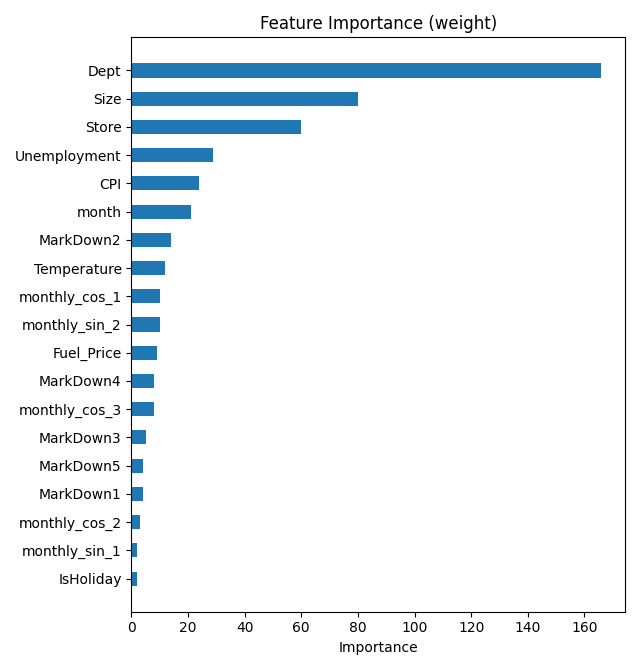 Feature Importance (weight)
Dept
Size
Store
Unemployment
CPI
month
MarkDown2
Temperature
monthly_cos_1
monthly_sin_2
Fuel_Price
MarkDown4
monthly_cos_3
MarkDown3
MarkDown5
MarkDown1
monthly_cos_2
monthly_sin_1
IsHoliday
0 20 40 60 80 100 120 140 160
Importance